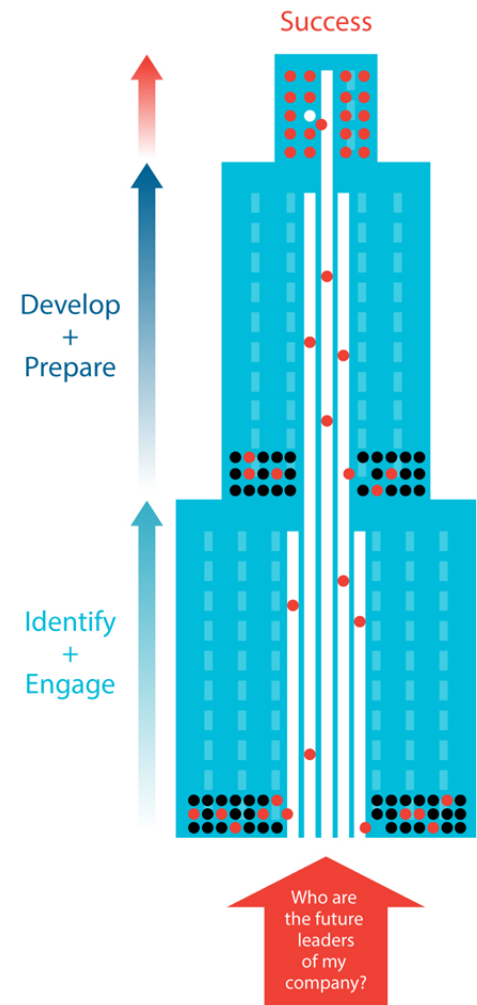 Success
Develop
+
Prepare
Identify
+
Engage
Who are
the future
leaders
of my
company?